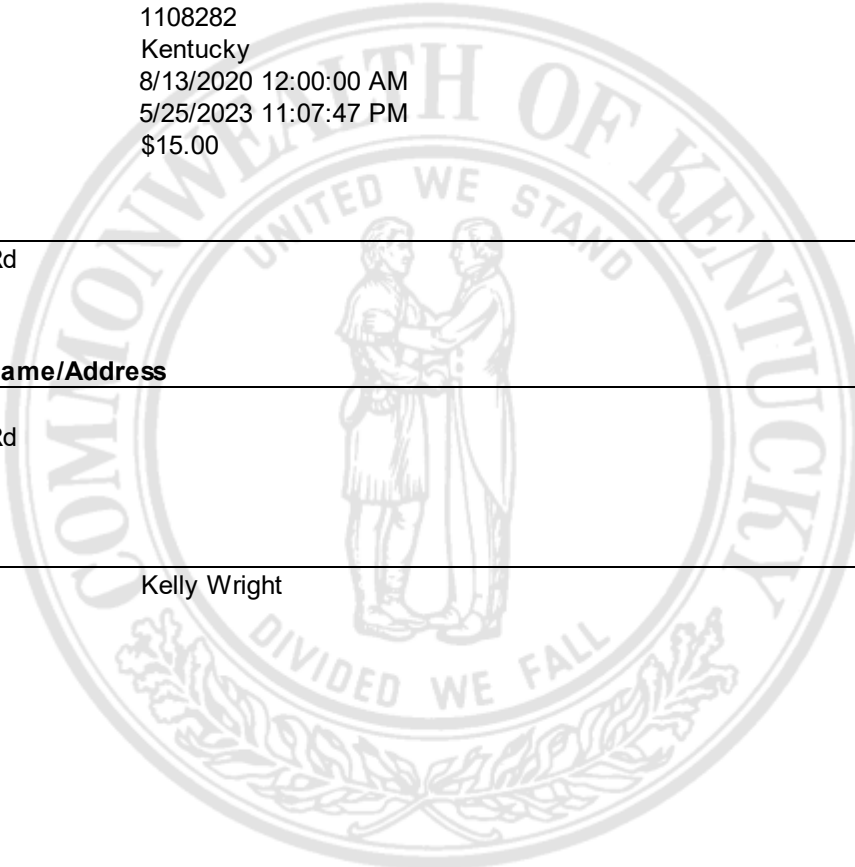 1108282
Kentucky
8/13/2020 12:00:00 AM
5/25/2023 11:07:47 PM
$15.00
COMMONWEALTH OF KENTUCKY
UNITED WE STAND
Rd
ame/Address
Rd
Kelly Wright
DIVIDED WE FALL